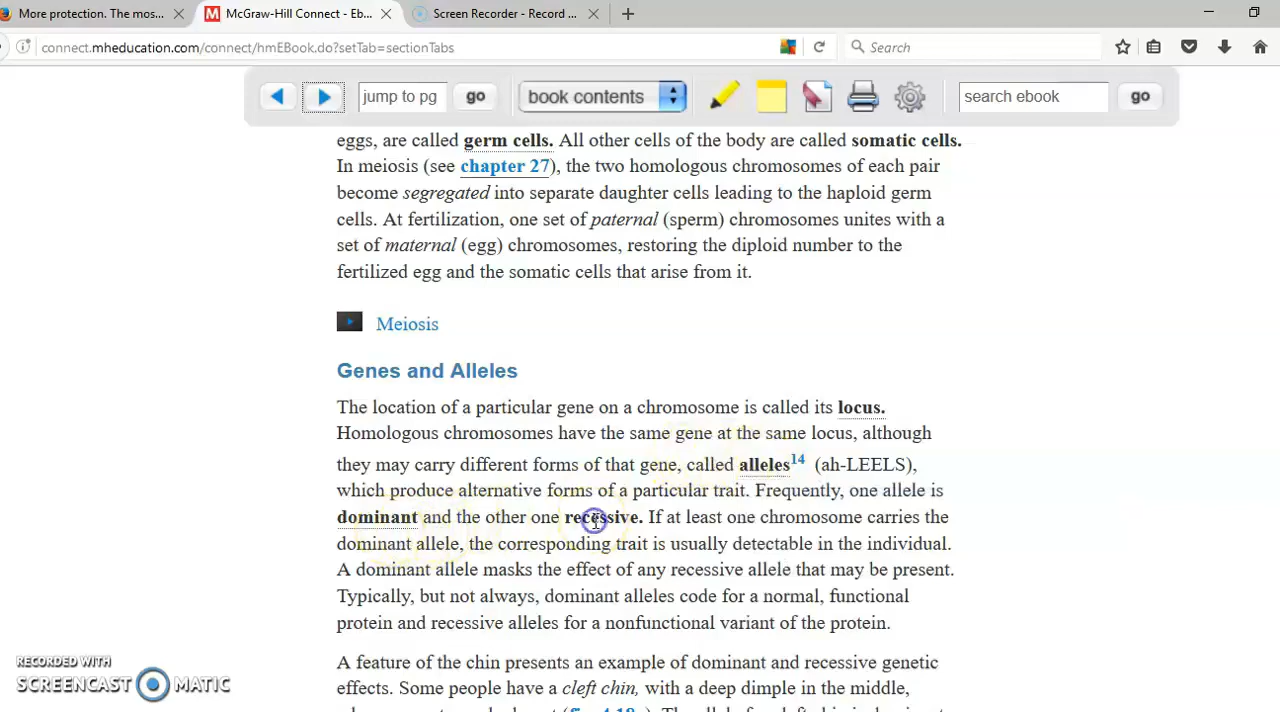 More protection. The mos...
McGraw-Hill Connect - Eb...
Screen Recorder - Record ...
connect.mheducation.com/connect/hmEBook.do?setTab=sectionTabs
Search
jump to pg
go
book contents
search ebook
go
eggs, are called germ cells. All other cells of the body are called somatic cells.
In meiosis (see chapter 27), the two homologous chromosomes of each pair
become segregated into separate daughter cells leading to the haploid germ
cells. At fertilization, one set of paternal (sperm) chromosomes unites with a
set of maternal (egg) chromosomes, restoring the diploid number to the
fertilized egg and the somatic cells that arise from it.
Meiosis
Genes and Alleles
The location of a particular gene on a chromosome is called its locus.
Homologous chromosomes have the same gene at the same locus, although
they may carry different forms of that gene, called alleles14 (ah-LEELS),
which produce alternative forms of a particular trait. Frequently, one allele is
dominant and the other one recessive. If at least one chromosome carries the
dominant allele, the corresponding trait is usually detectable in the individual.
A dominant allele masks the effect of any recessive allele that may be present.
Typically, but not always, dominant alleles code for a normal, functional
protein and recessive alleles for a nonfunctional variant of the protein.
A feature of the chin presents an example of dominant and recessive genetic
effects. Some people have a cleft chin, with a deep dimple in the middle,
RECORDED WITH
SCREENCAST MATIC